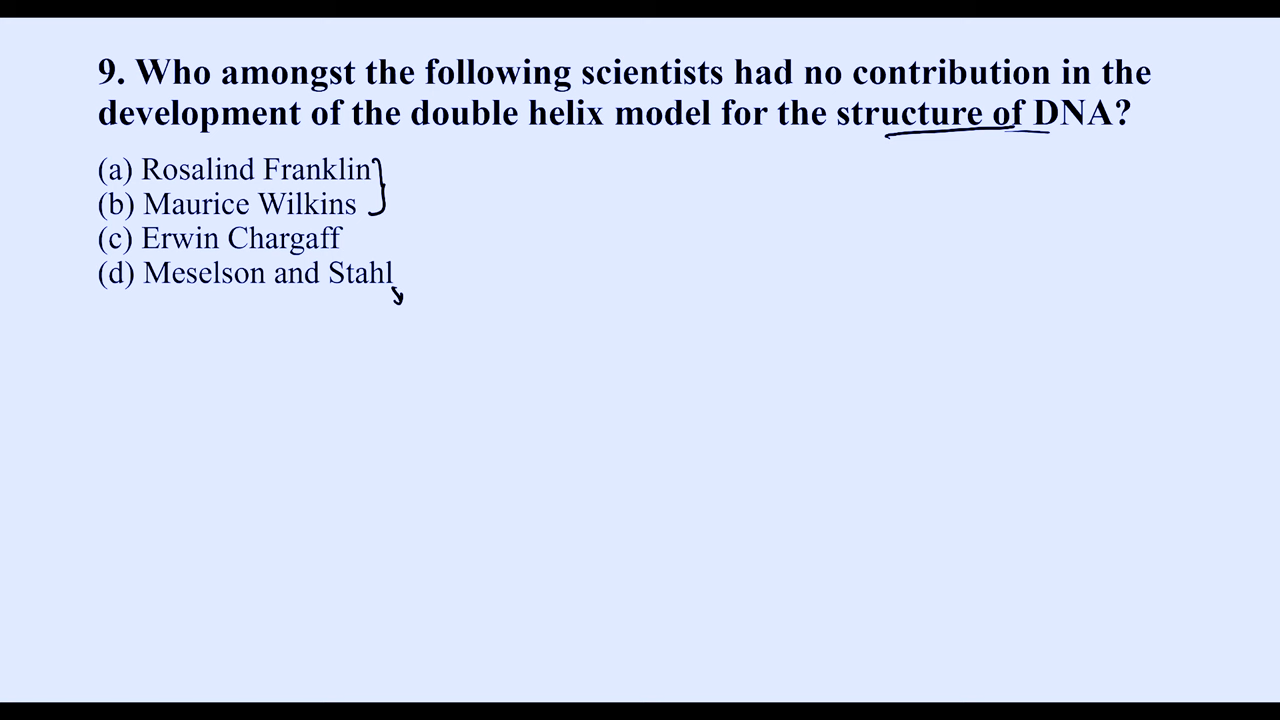 9. Who amongst the following scientists had no contribution in the
development of the double helix model for the structure of DNA?
(a) Rosalind Franklin
(b) Maurice Wilkins
(c) Erwin Chargaff
(d) Meselson and Stahl